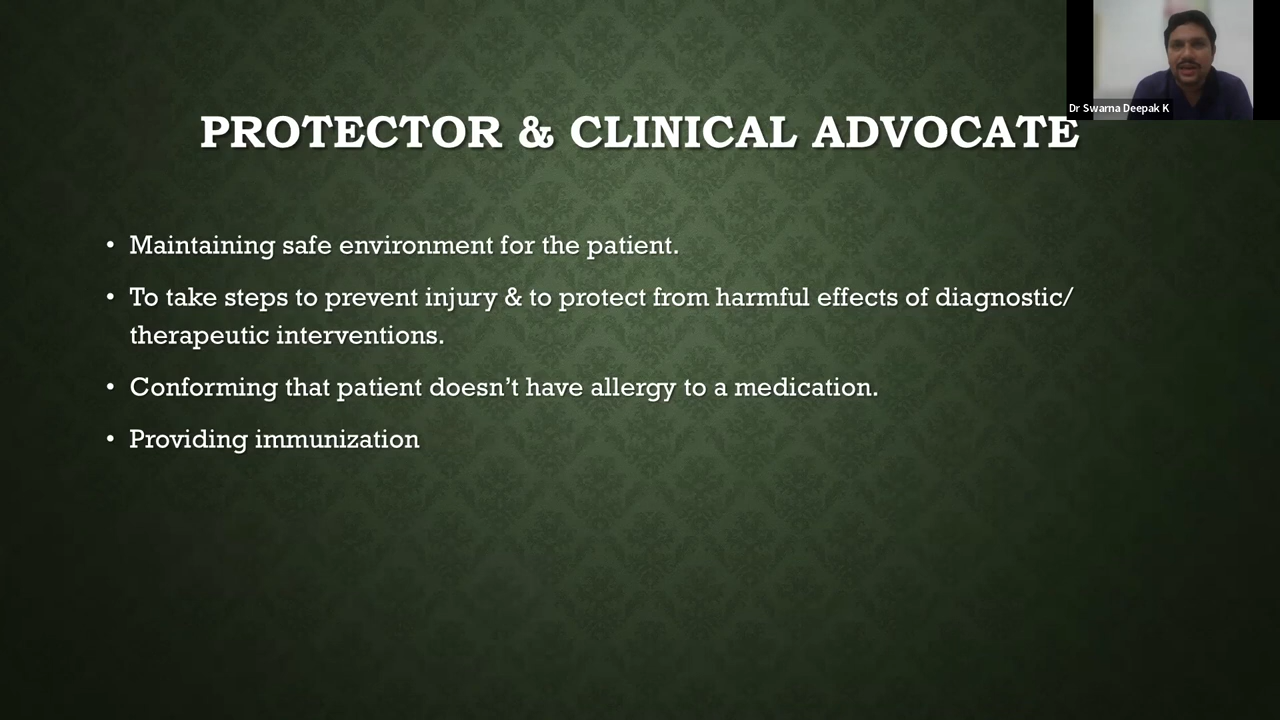 Dr Swarna Deepak K
PROTECTOR & CLINICAL ADVOCATE
• Maintaining safe environment for the patient.
• To take steps to prevent injury & to protect from harmful effects of diagnostic/
therapeutic interventions.
• Conforming that patient doesn’t have allergy to a medication.
• Providing immunization